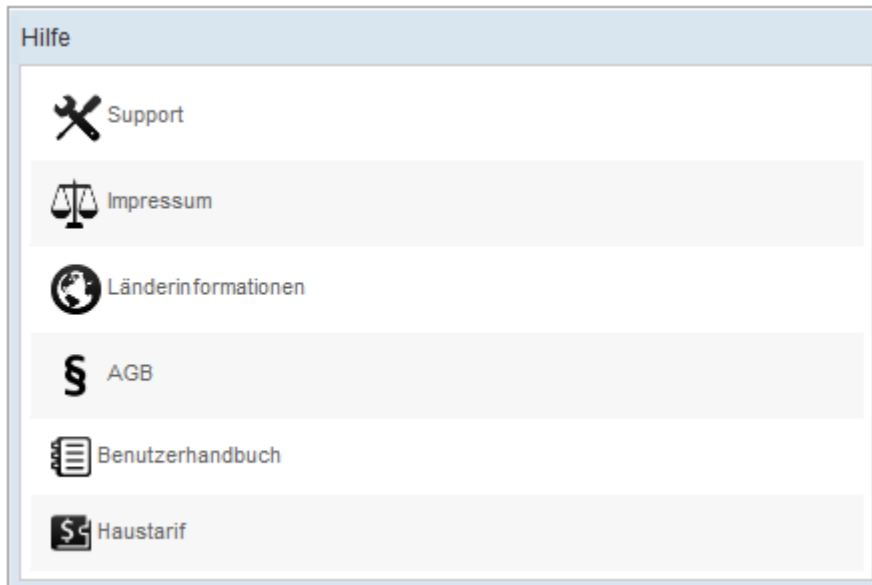 Hilfe
Support
Impressum
Länderinformationen
§ AGB
Benutzerhandbuch
$ Haustarif